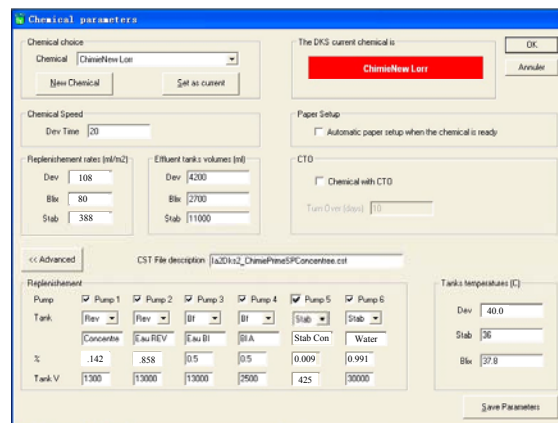 Chemical parameters
Chemical choice
Chemical ChimieNew Lorr
New Chemical Set as current
The DKS current chemical is
ChimieNew Lorr
OK
Annuler
Chemical Speed
Dev Time 20
Paper Setup
Automatic paper setup when the chemical is ready
Replenishement rates (ml/m2)
Dev 108
Blix 80
Stab 388
Effluent tanks volumes (ml)
Dev 4200
Blix 2700
Stab 11000
CTO
Chemical with CTO
Turn Over (days) 10
<< Advanced CST File description Ia2Dks2_ChimiePrimeSPConcentree.cst
Replenishment
Pump Pump 1 Pump 2 Pump 3 Pump 4 Pump 5 Pump 6
Tank Rev Rev Bf Bf Stab Stab
Concentre Eau REV Eau BI BI A Stab Con Water
% .142 .858 0.5 0.5 0.009 0.991
Tank V 1300 13000 13000 2500 425 30000
Tanks temperatures (C)
Dev 40.0
Stab 36
Blix 37.8
Save Parameters